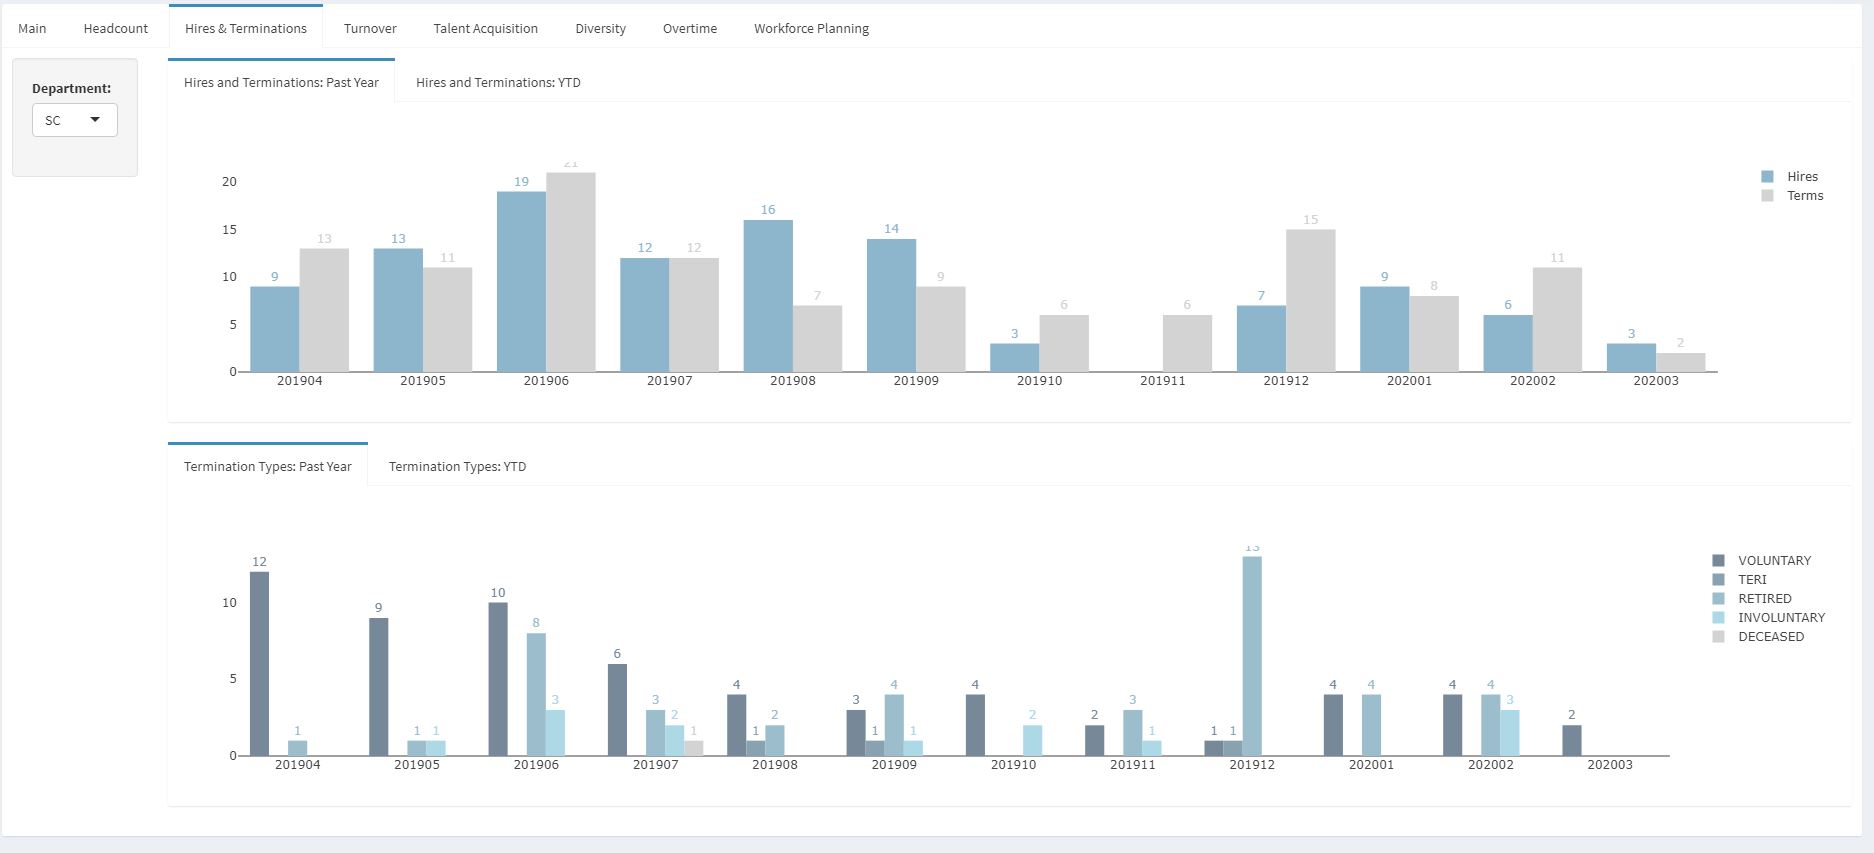 Main Headcount Hires & Terminations Turnover Talent Acquisition Diversity Overtime Workforce Planning
Department:
SC
Hires and Terminations: Past Year Hires and Terminations: YTD
21
20
19
Hires
Terms
16
15
15
14
13
13
12 12
11
11
10
9
9
9
8
7
7
6
6
6
5
3
3
2
0
201904 201905 201906 201907 201908 201909 201910 201911 201912 202001 202002 202003
Termination Types: Past Year Termination Types: YTD
13
12
VOLUNTARY
TERI
RETIRED
INVOLUNTARY
DECEASED
10
10
9
8
6
5
4 4 4 4 4 4 4
3 3 3 3 3
2 2 2 2 2
1 1 1 1 1 1 1 1 1 1
0
201904 201905 201906 201907 201908 201909 201910 201911 201912 202001 202002 202003